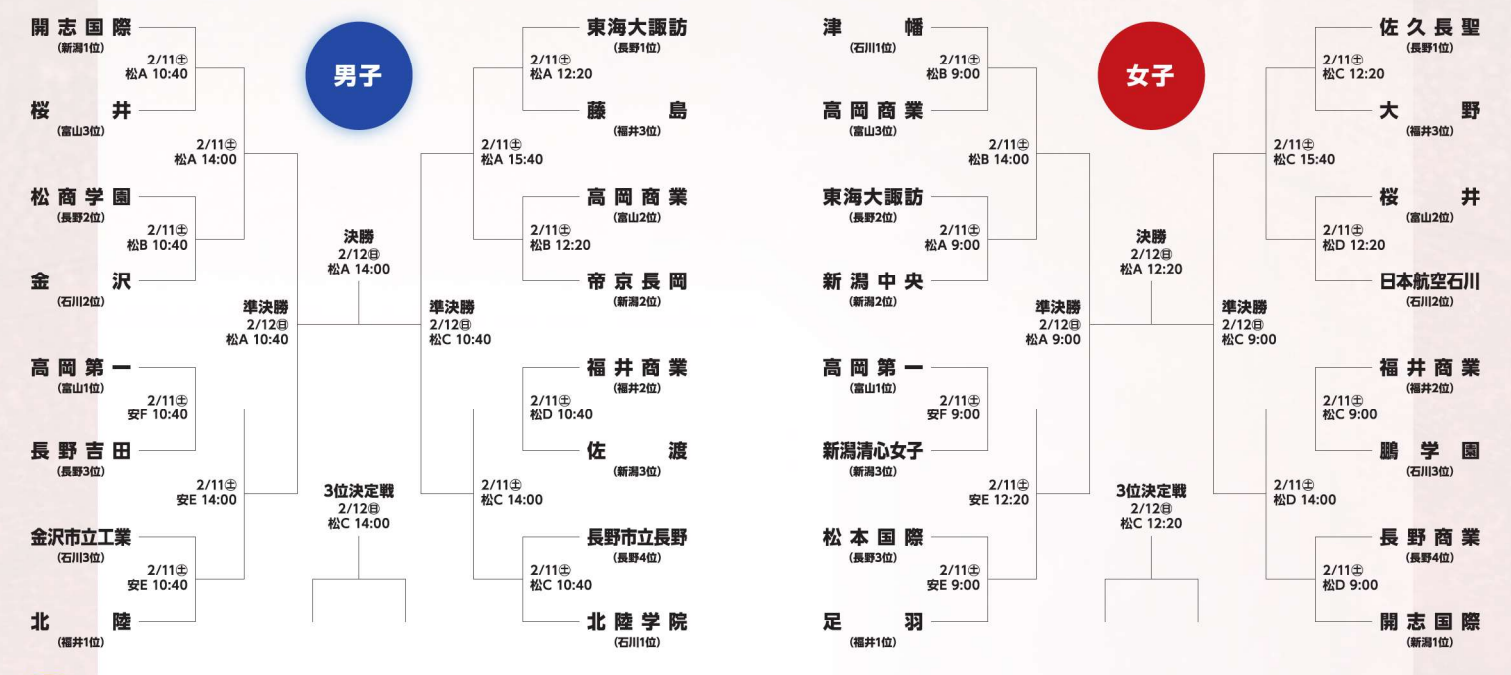 男子
開志国際
(新潟1位)
2/11㊏
松A 10:40
桜井
(富山3位)
2/11㊏
松A 14:00
松商学園
(長野2位)
2/11㊏
松B 10:40
金沢
(石川2位)
準決勝
2/12㊐
松A 10:40
高岡第一
(富山1位)
2/11㊏
安F 10:40
長野吉田
(長野3位)
2/11㊏
安E 14:00
金沢市立工業
(石川3位)
2/11㊏
安E 10:40
北陸
(福井1位)
決勝
2/12㊐
松A 14:00
3位決定戦
2/12㊐
松C 14:00
東海大諏訪
(長野1位)
2/11㊏
松A 12:20
藤島
(福井3位)
2/11㊏
松A 15:40
高岡商業
(富山2位)
2/11㊏
松B 12:20
帝京長岡
(新潟2位)
準決勝
2/12㊐
松C 10:40
福井商業
(福井2位)
2/11㊏
松D 10:40
佐渡
(新潟3位)
2/11㊏
松C 14:00
長野市立長野
(長野4位)
2/11㊏
松C 10:40
北陸学院
(石川1位)
女子
津幡
(石川1位)
2/11㊏
松B 9:00
高岡商業
(富山3位)
2/11㊏
松B 14:00
東海大諏訪
(長野2位)
2/11㊏
松A 9:00
新潟中央
(新潟2位)
準決勝
2/12㊐
松A 9:00
高岡第一
(富山1位)
2/11㊏
安F 9:00
新潟清心女子
(新潟3位)
2/11㊏
安E 12:20
松本国際
(長野3位)
2/11㊏
安E 9:00
足羽
(福井1位)
決勝
2/12㊐
松A 12:20
3位決定戦
2/12㊐
松C 12:20
佐久長聖
(長野1位)
2/11㊏
松C 12:20
大野
(福井3位)
2/11㊏
松C 15:40
桜井
(富山2位)
2/11㊏
松D 12:20
日本航空石川
(石川2位)
準決勝
2/12㊐
松C 9:00
福井商業
(福井2位)
2/11㊏
松C 9:00
鵬学園
(石川3位)
2/11㊏
松D 14:00
長野商業
(長野4位)
2/11㊏
松D 9:00
開志国際
(新潟1位)